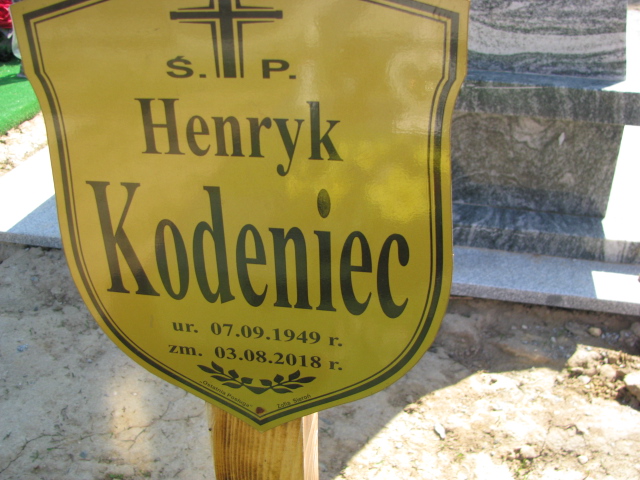 Ś. P.
Henryk
Kodeniec
ur. 07.09.1949 r.
zm. 03.08.2018 r.